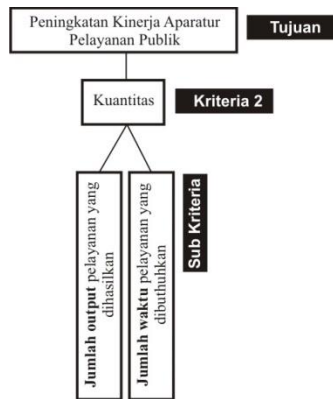 Peningkatan Kinerja Aparatur
Pelayanan Publik
Tujuan
Kuantitas
Kriteria 2
Jumlah output pelayanan yang
dihasilkan
Jumlah waktu pelayanan yang
dibuthuhkan
Sub Kriteria